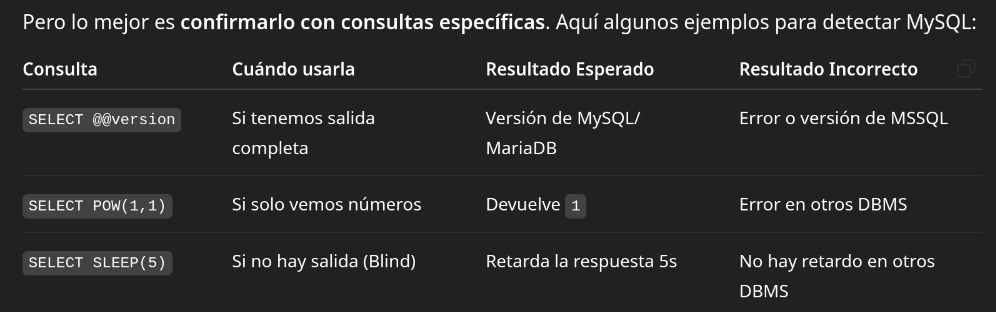 Pero lo mejor es confirmarlo con consultas específicas. Aquí algunos ejemplos para detectar MySQL:
Consulta Cuándo usarla Resultado Esperado Resultado Incorrecto
SELECT @@version Si tenemos salida Versión de MySQL/ Error o versión de MSSQL
completa MariaDB
SELECT POW(1,1) Si solo vemos números Devuelve 1 Error en otros DBMS
SELECT SLEEP(5) Si no hay salida (Blind) Retarda la respuesta 5s No hay retardo en otros
DBMS